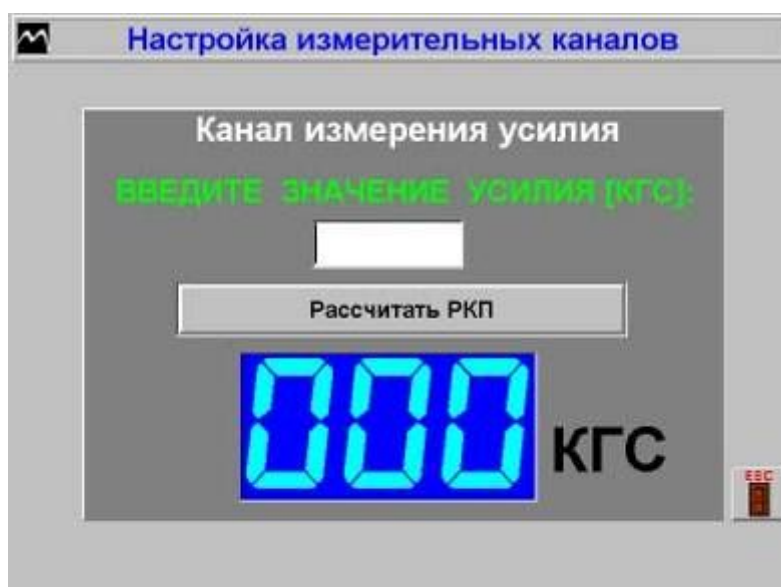 Настройка измерительных каналов
Канал измерения усилия
ВВЕДИТЕ ЗНАЧЕНИЕ УСИЛИЯ [КГС]:
Рассчитать РКП
000
КГС